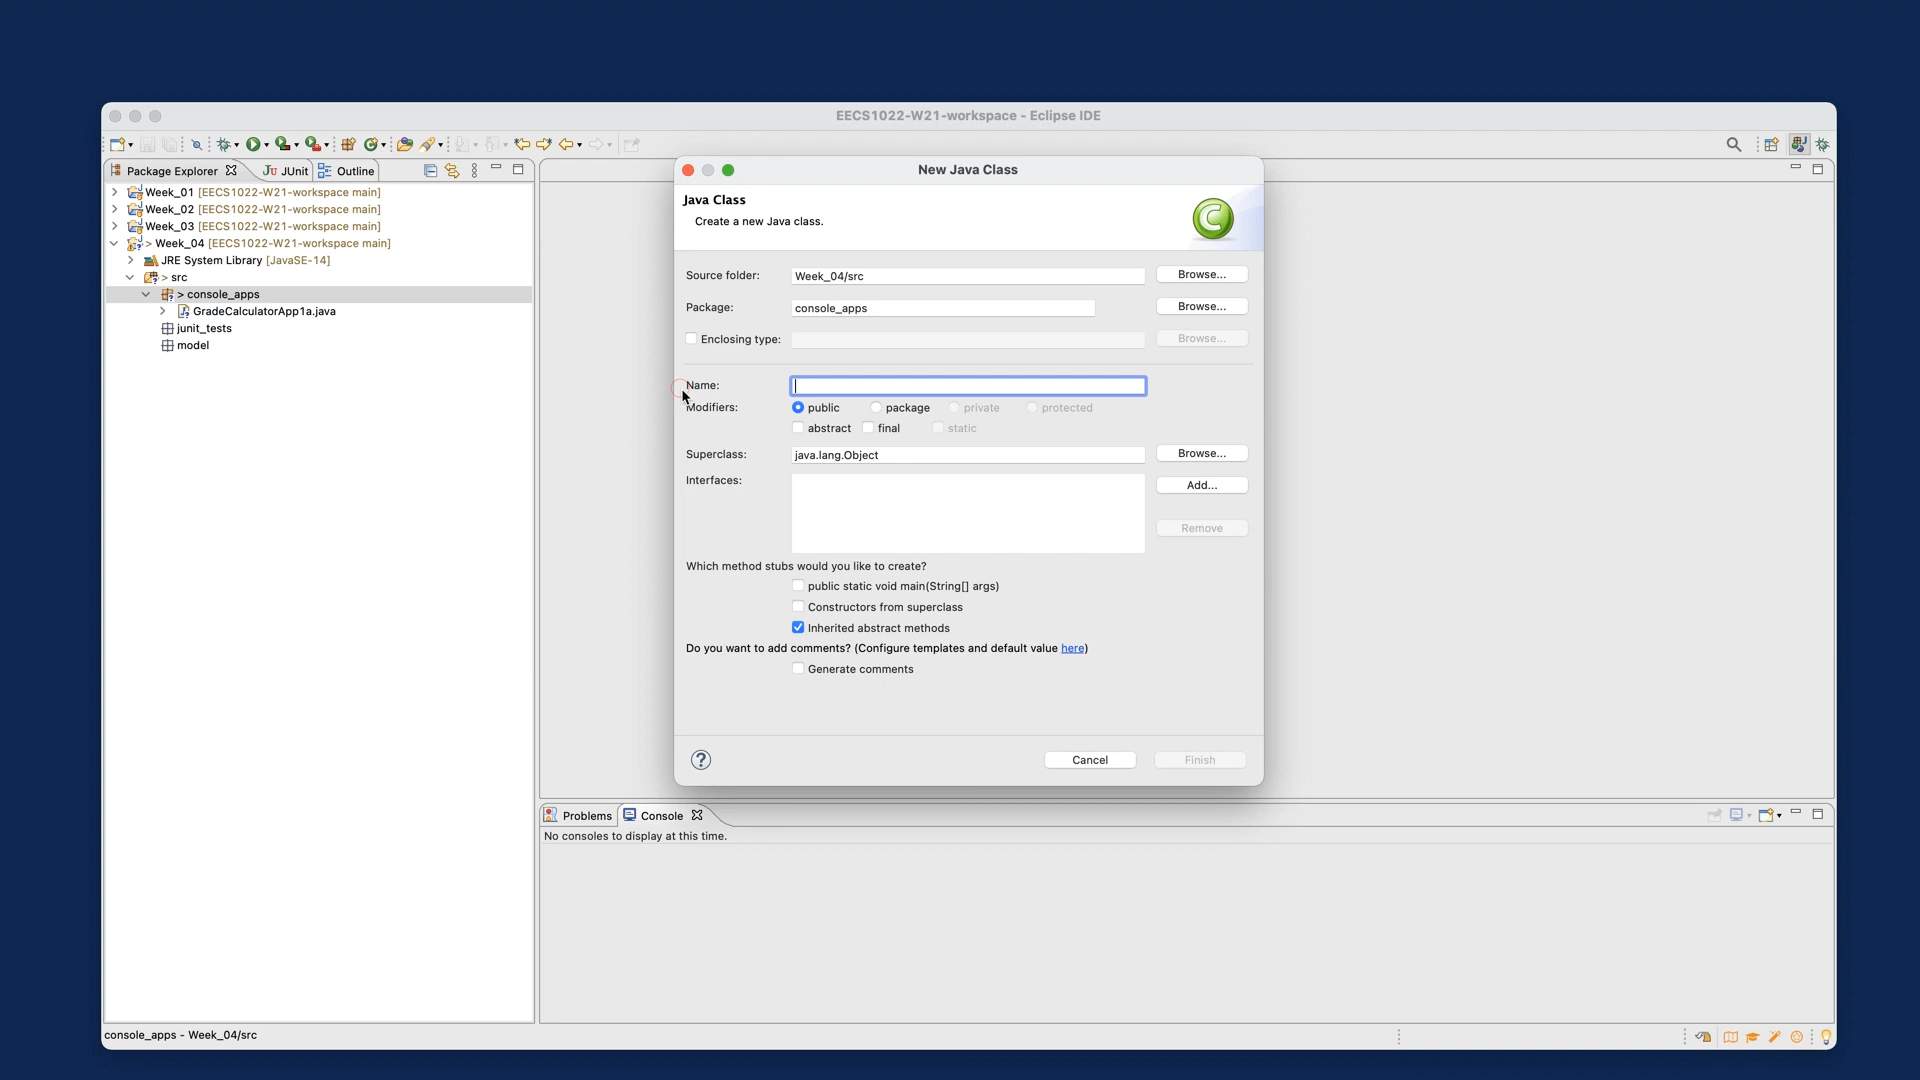 EECS1022-W21-workspace - Eclipse IDE
Package Explorer
JUnit
Outline
Week_01 [EECS1022-W21-workspace main]
Week_02 [EECS1022-W21-workspace main]
Week_03 [EECS1022-W21-workspace main]
> Week_04 [EECS1022-W21-workspace main]
JRE System Library [JavaSE-14]
> src
> console_apps
GradeCalculatorApp1a.java
junit_tests
model
New Java Class
Java Class
Create a new Java class.
Source folder: Week_04/src Browse...
Package: console_apps Browse...
Enclosing type: Browse...
Name:
Modifiers: public package private protected
abstract final static
Superclass: java.lang.Object Browse...
Interfaces: Add...
Remove
Which method stubs would you like to create?
public static void main(String[] args)
Constructors from superclass
Inherited abstract methods
Do you want to add comments? (Configure templates and default value here)
Generate comments
? Cancel Finish
Problems Console
No consoles to display at this time.
console_apps - Week_04/src